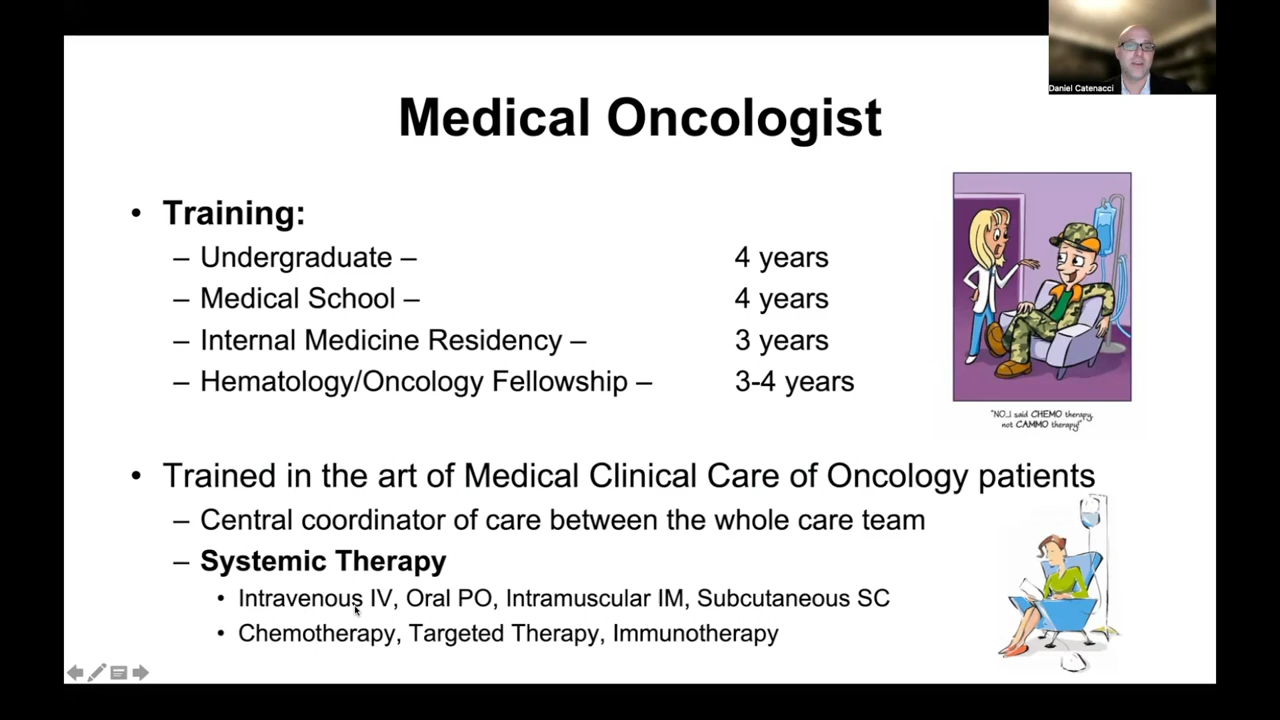 Daniel Catenacci
Medical Oncologist
• Training:
– Undergraduate – 4 years
– Medical School – 4 years
– Internal Medicine Residency – 3 years
– Hematology/Oncology Fellowship – 3-4 years
"NO...I said CHEMO therapy,
not CAMMO therapy!"
• Trained in the art of Medical Clinical Care of Oncology patients
– Central coordinator of care between the whole care team
– Systemic Therapy
• Intravenous IV, Oral PO, Intramuscular IM, Subcutaneous SC
• Chemotherapy, Targeted Therapy, Immunotherapy